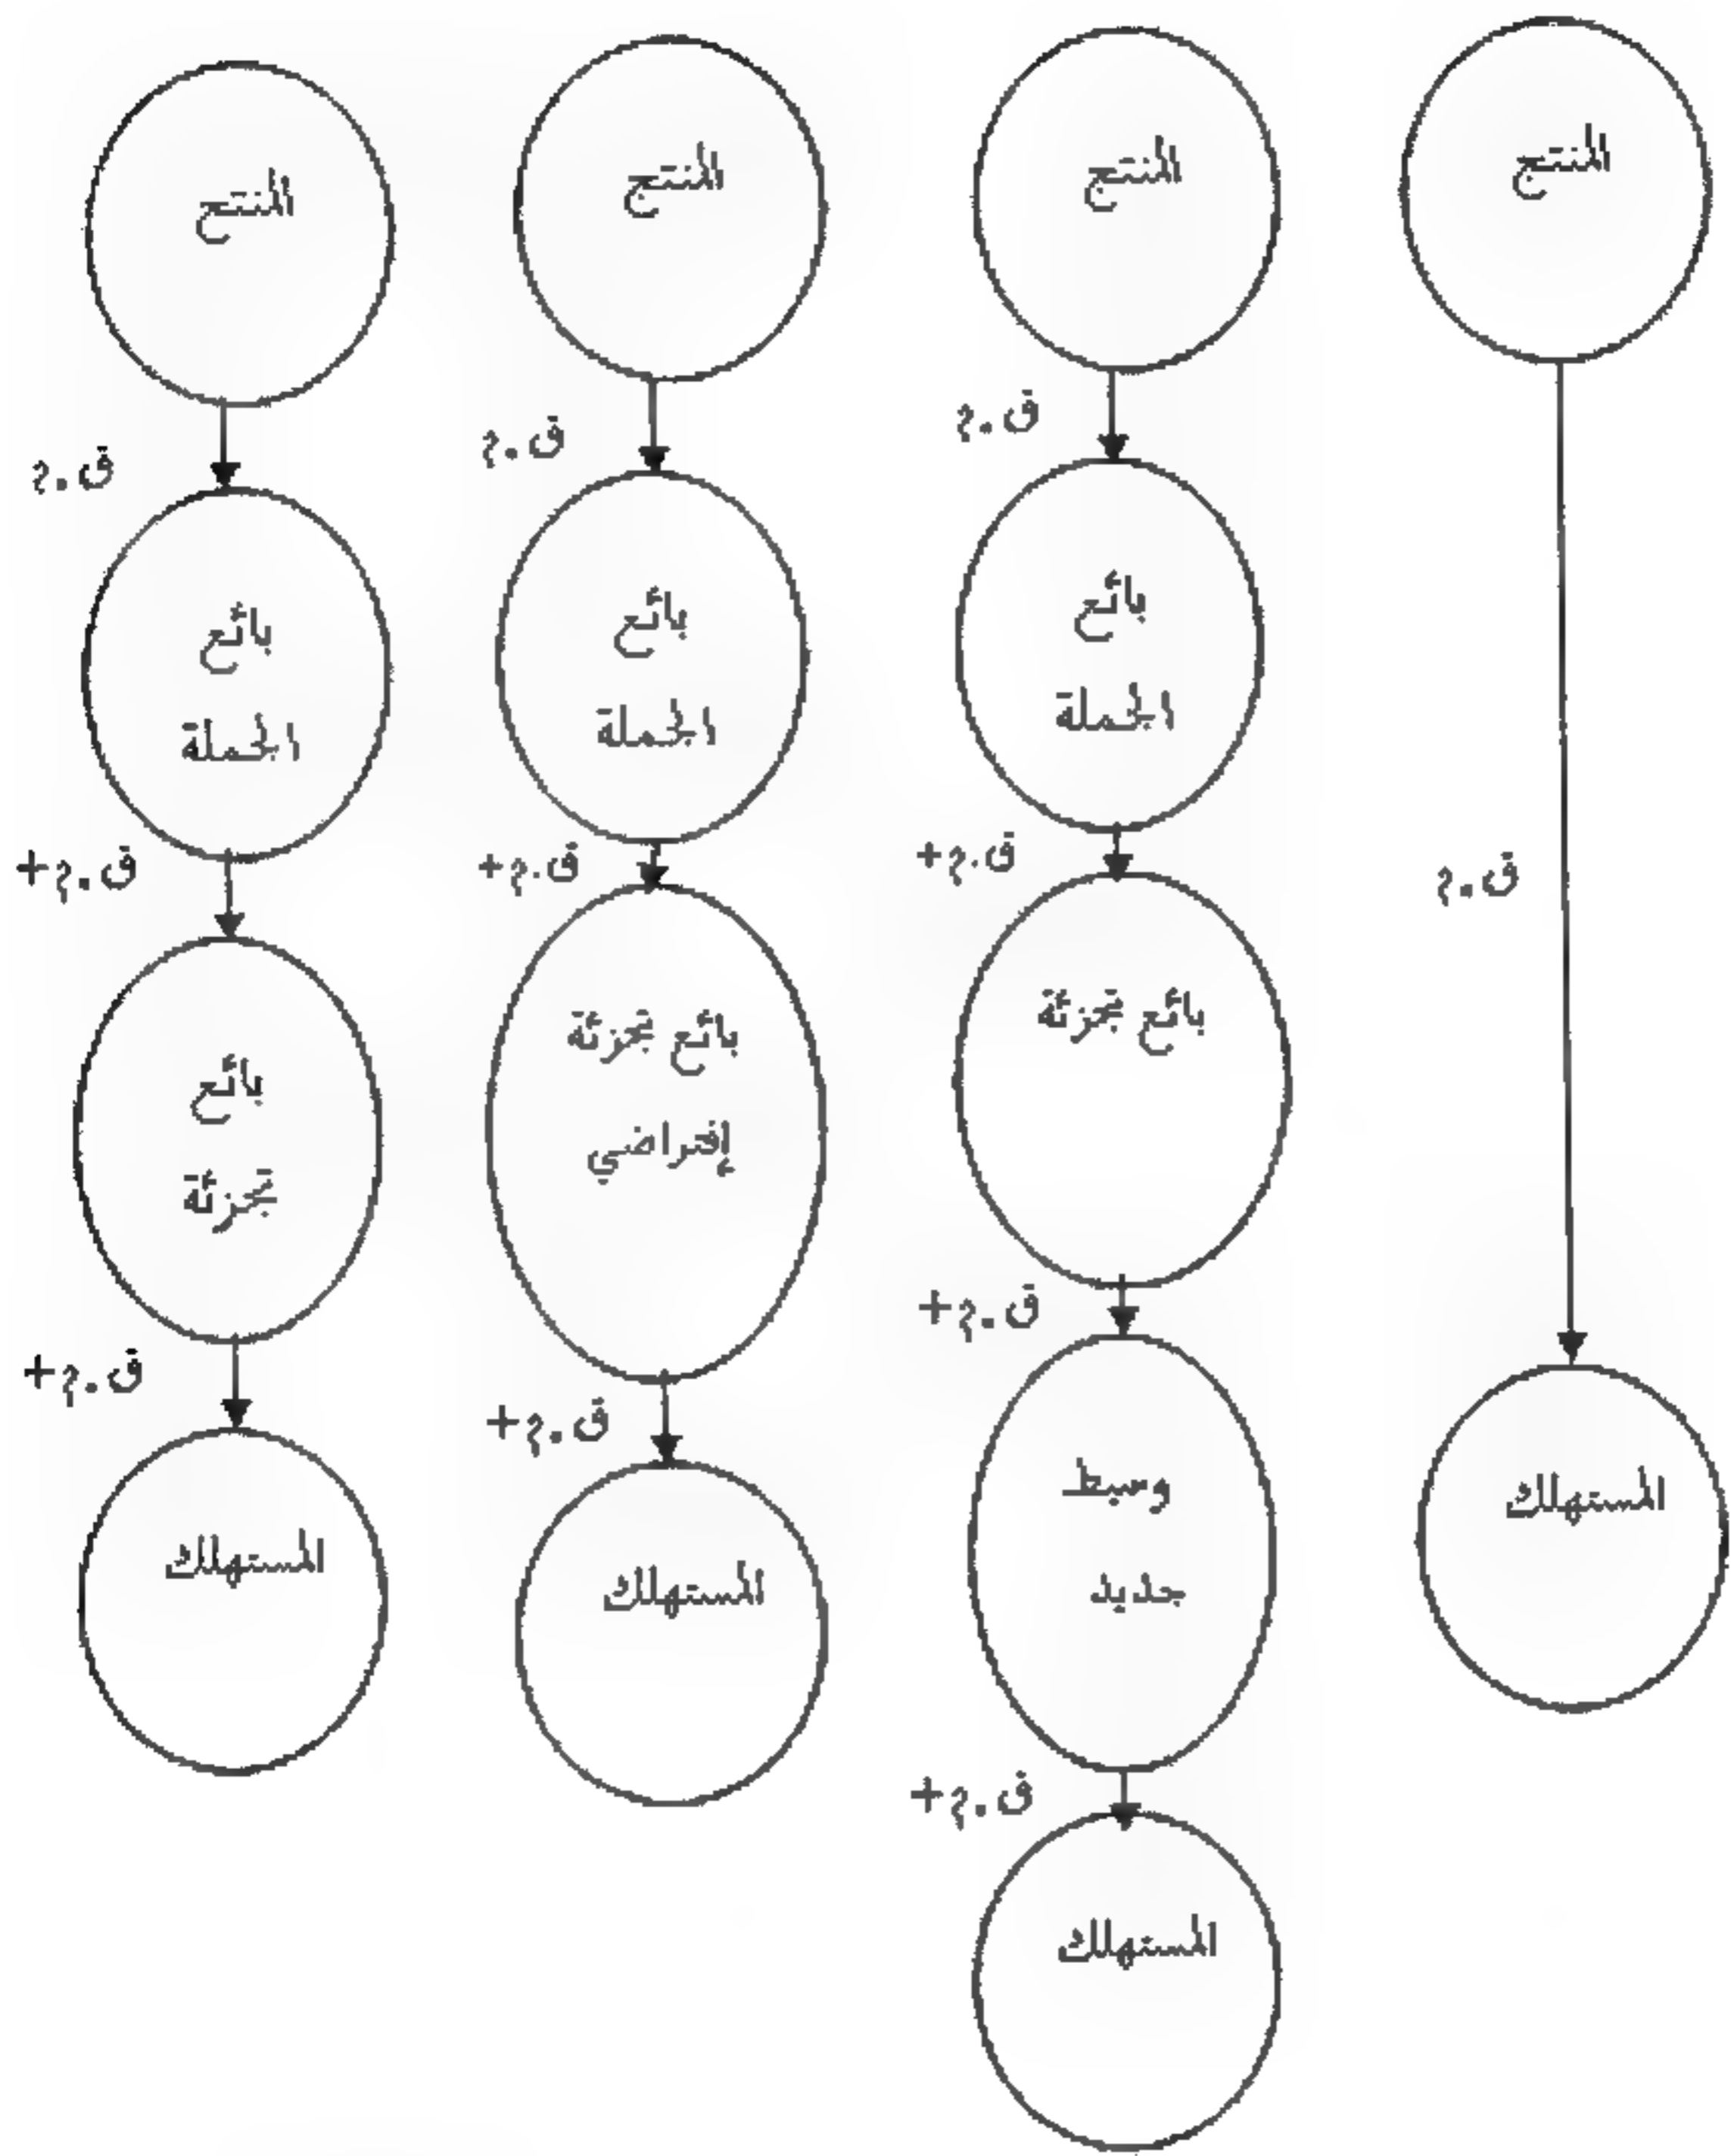 المنتج
ق.م
المستهلك
المنتج
ق.م
بائع
الجملة
ق.م+
بائع تجزئة
ق.م+
وسيط
جديد
ق.م+
المستهلك
المنتج
ق.م
بائع
الجملة
ق.م+
بائع تجزئة
إفتراضي
ق.م+
المستهلك
المنتج
ق.م
بائع
الجملة
ق.م+
بائع
تجزئة
ق.م+
المستهلك